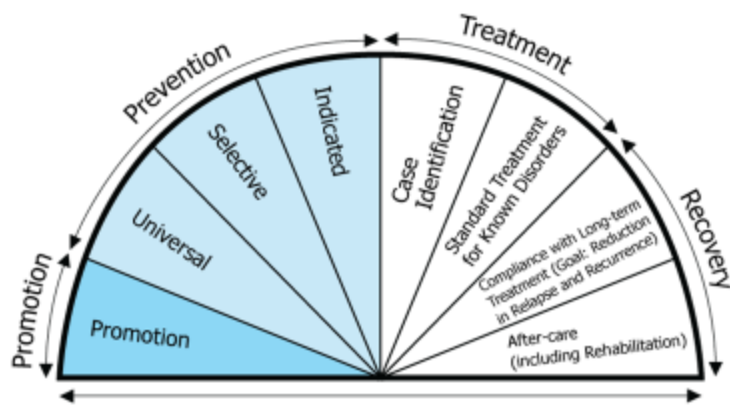 Promotion
Prevention
Treatment
Recovery
Promotion
Universal
Selective
Indicated
Case
Identification
Standard Treatment
for Known Disorders
Compliance with Long-term
Treatment (Goal: Reduction
in Relapse and Recurrence)
After-care
(including Rehabilitation)